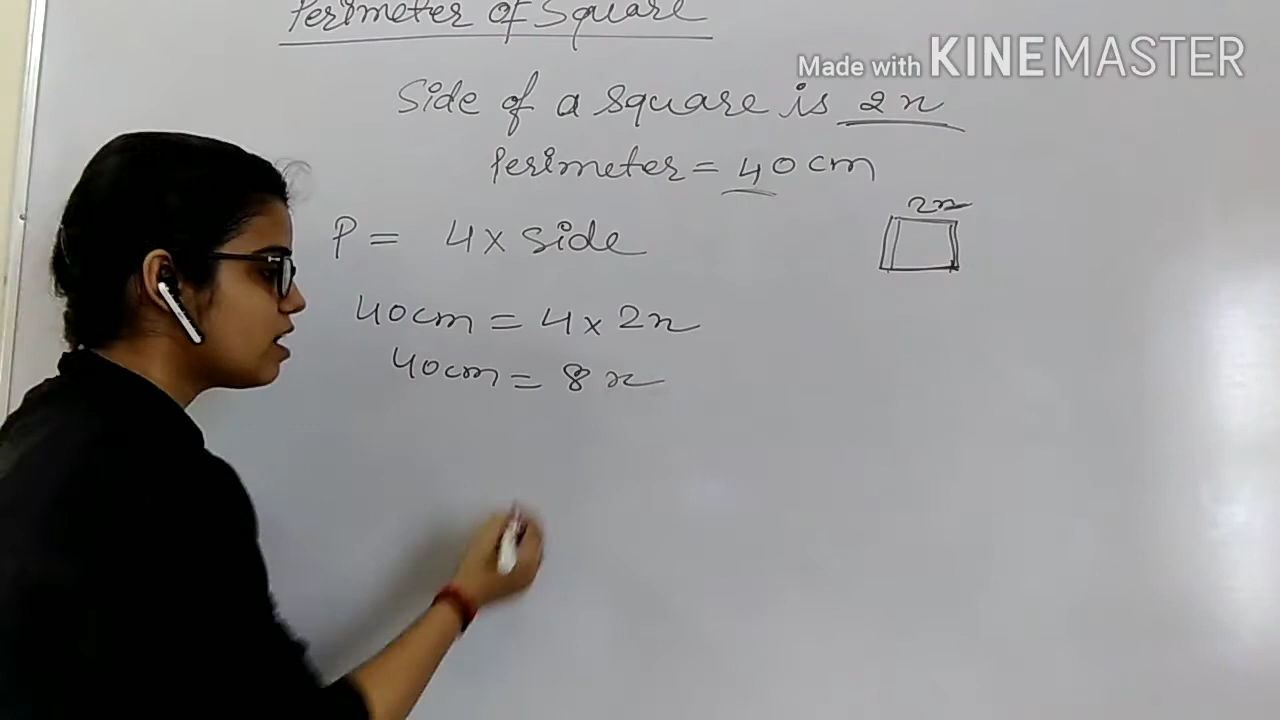 Perimeter of Square
Made with KINEMASTER
Side of a square is 2x
Perimeter = 40 cm
2x
P = 4 x side
40cm = 4 x 2x
40cm = 8x